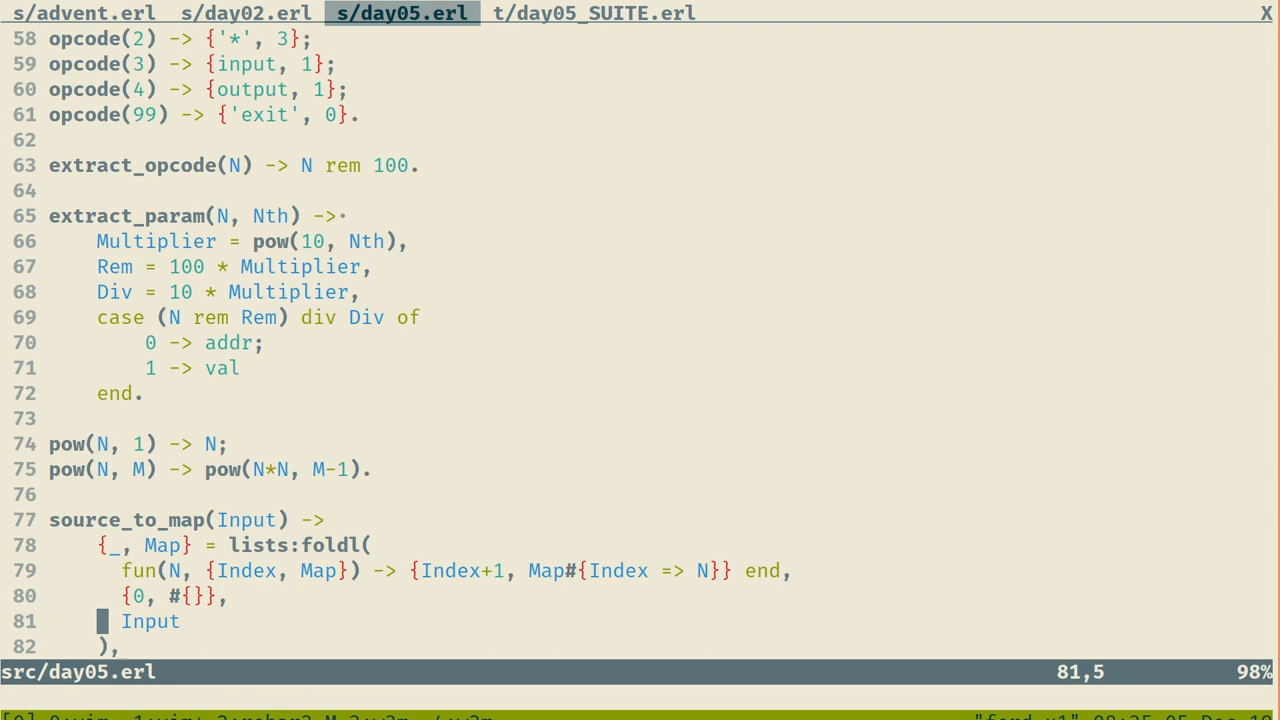 s/advent.erl  s/day02.erl  s/day05.erl  t/day05_SUITE.erl  X
58 opcode(2) -> {'*', 3};
59 opcode(3) -> {input, 1};
60 opcode(4) -> {output, 1};
61 opcode(99) -> {'exit', 0}.
62
63 extract_opcode(N) -> N rem 100.
64
65 extract_param(N, Nth) ->·
66     Multiplier = pow(10, Nth),
67     Rem = 100 * Multiplier,
68     Div = 10 * Multiplier,
69     case (N rem Rem) div Div of
70         0 -> addr;
71         1 -> val
72     end.
73
74 pow(N, 1) -> N;
75 pow(N, M) -> pow(N*N, M-1).
76
77 source_to_map(Input) ->
78     {_, Map} = lists:foldl(
79       fun(N, {Index, Map}) -> {Index+1, Map#{Index => N}} end,
80       {0, #{}},
81       Input
82     ),
src/day05.erl  81,5  98%